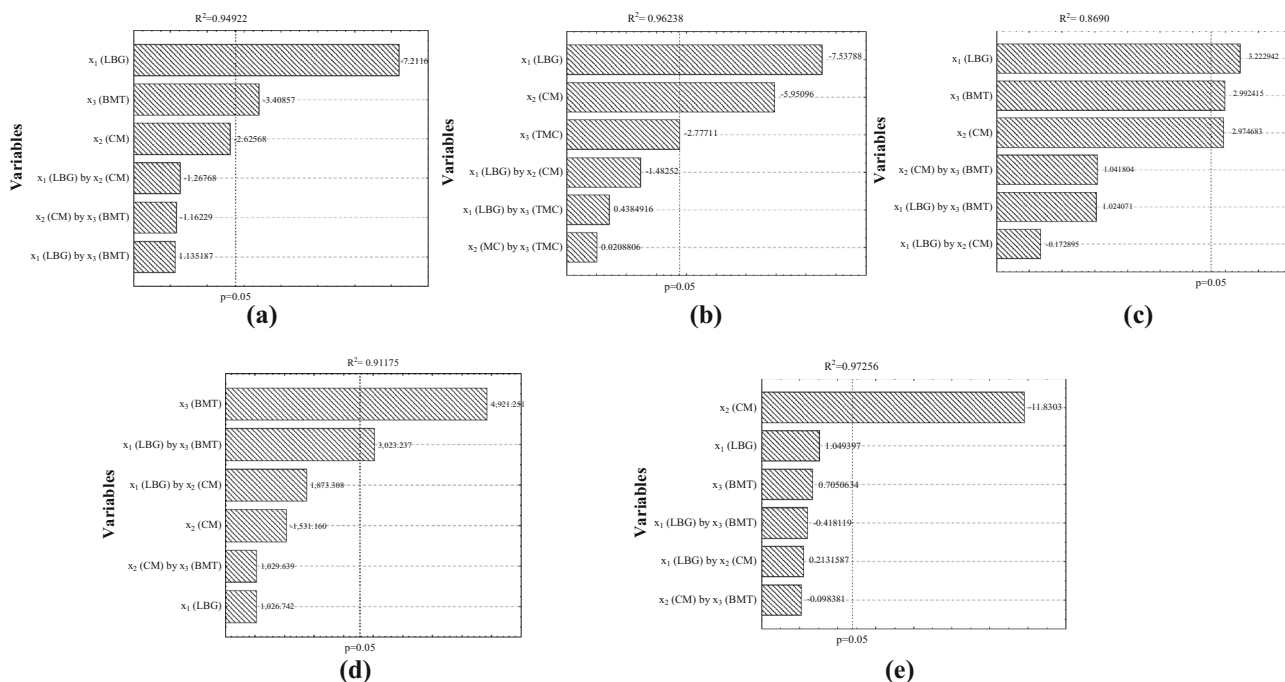 R²=0.94922
Variables
x₁ (LBG)
-7.2116
x₃ (BMT)
-3.40857
x₂ (CM)
-2.62568
x₁ (LBG) by x₂ (CM)
-1.26768
x₂ (CM) by x₃ (BMT)
-1.16229
x₁ (LBG) by x₃ (BMT)
1.135187
p=0.05
(a)
R²=0.96238
Variables
x₁ (LBG)
-7.53788
x₂ (CM)
-5.95096
x₃ (TMC)
-2.77711
x₁ (LBG) by x₂ (CM)
-1.48252
x₁ (LBG) by x₃ (TMC)
0.4384916
x₂ (MC) by x₃ (TMC)
0.0208806
p=0.05
(b)
R²=0.8690
Variables
x₁ (LBG)
3.222942
x₃ (BMT)
2.992415
x₂ (CM)
2.974683
x₂ (CM) by x₃ (BMT)
1.041804
x₁ (LBG) by x₃ (BMT)
1.024071
x₁ (LBG) by x₂ (CM)
-0.172895
p=0.05
(c)
R²= 0.91175
Variables
x₃ (BMT)
4,921.251
x₁ (LBG) by x₃ (BMT)
3,023.237
x₁ (LBG) by x₂ (CM)
1,873.308
x₂ (CM)
-1,531.160
x₂ (CM) by x₃ (BMT)
1,029.639
x₁ (LBG)
1,026.742
p=0.05
(d)
R²=0.97256
Variables
x₂ (CM)
-11.8303
x₁ (LBG)
1.049397
x₃ (BMT)
0.7050634
x₁ (LBG) by x₃ (BMT)
-0.418119
x₁ (LBG) by x₂ (CM)
0.2131587
x₂ (CM) by x₃ (BMT)
-0.098381
p=0.05
(e)